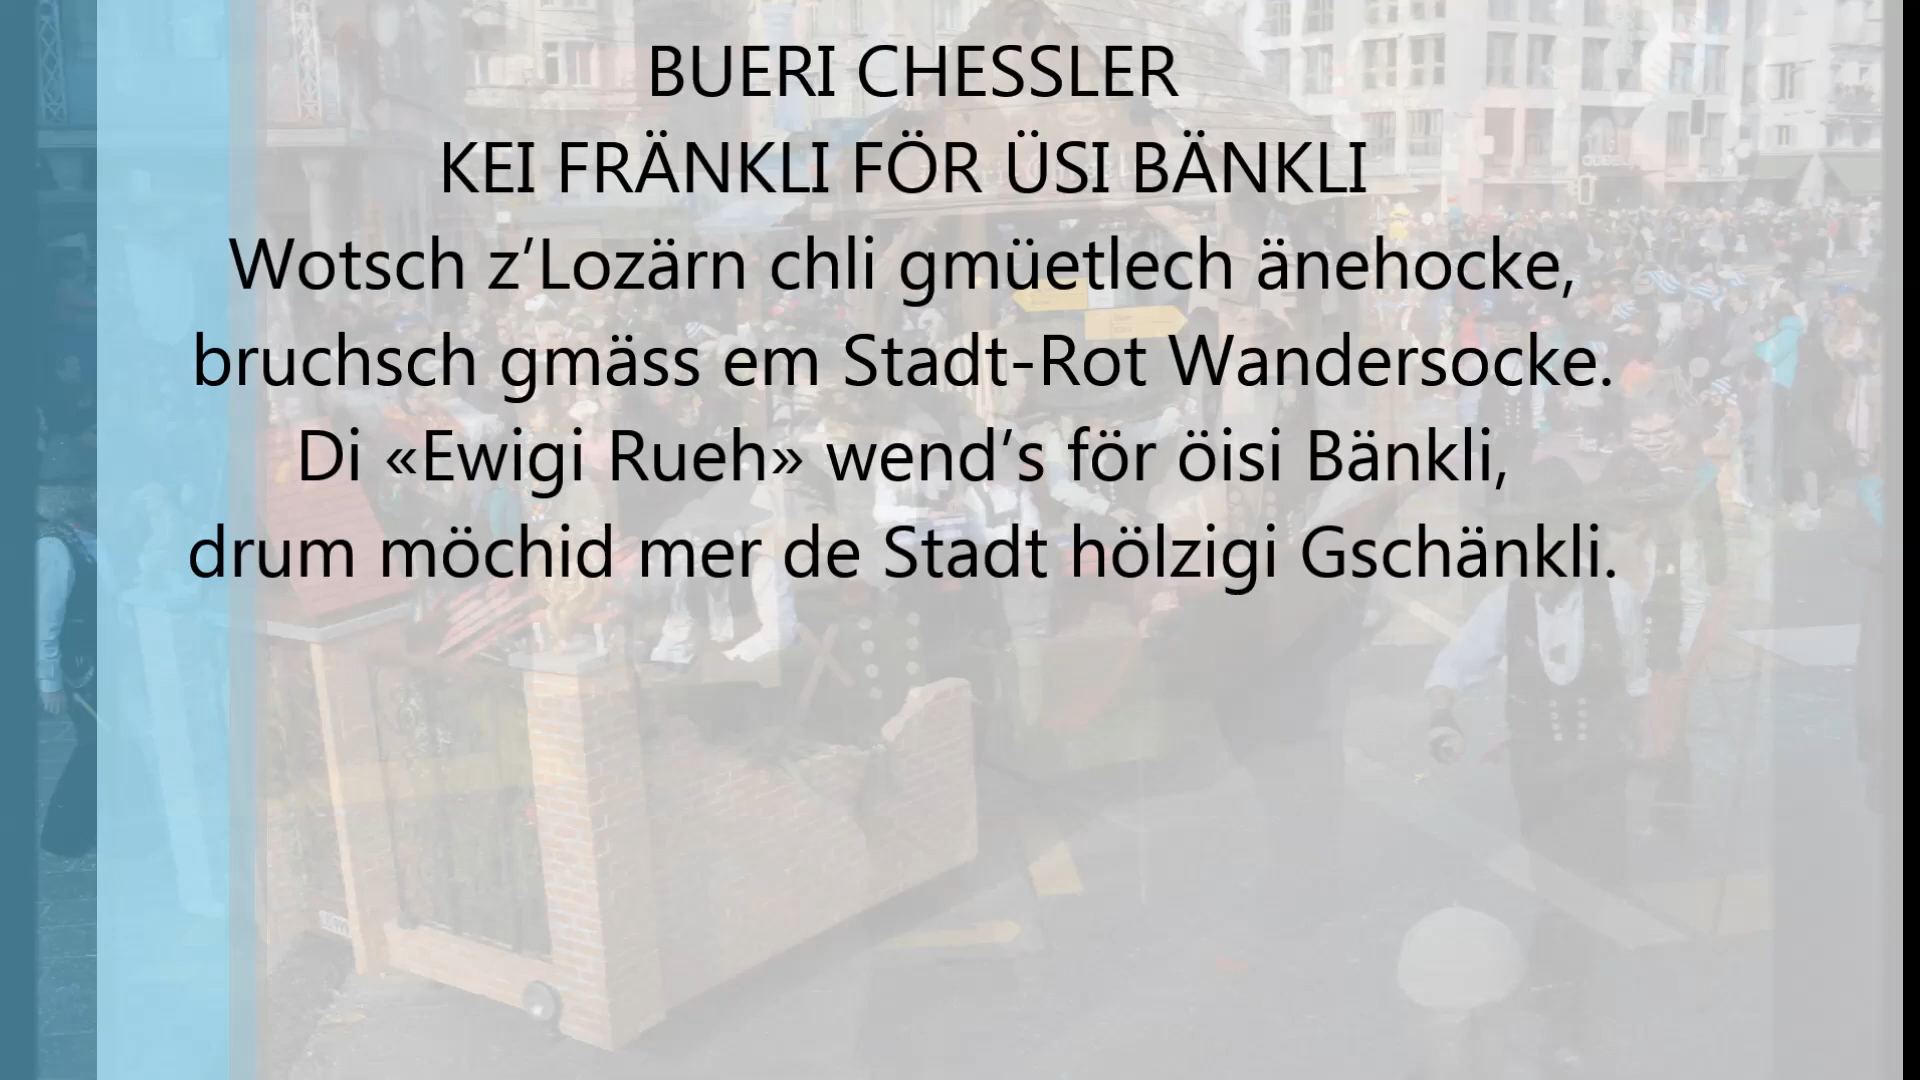 BUERI CHESSLER
KEI FRÄNKLI FÖR ÜSI BÄNKLI
Wotsch z’Lozärn chli gmüetlech änehocke,
bruchsch gmäss em Stadt-Rot Wandersocke.
Di «Ewigi Rueh» wend’s för öisi Bänkli,
drum möchid mer de Stadt hölzigi Gschänkli.